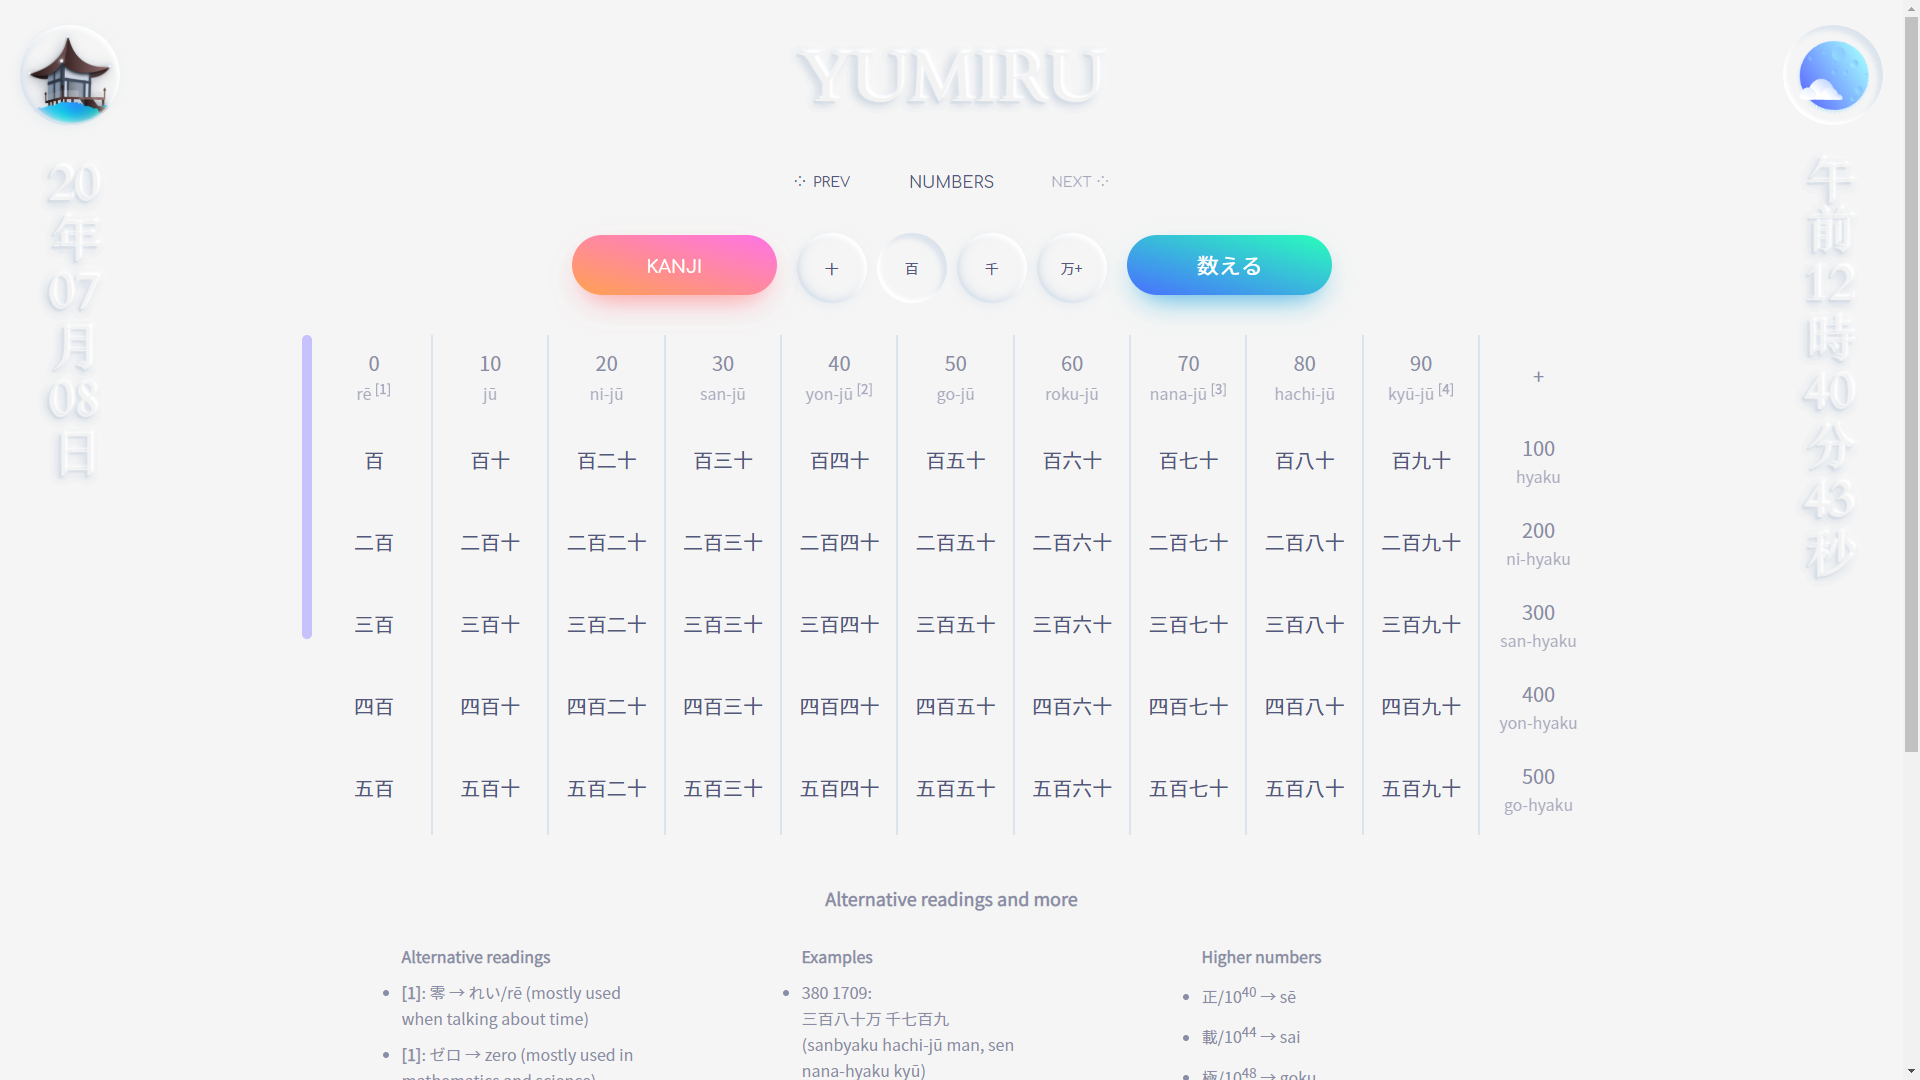 YUMIRU
20
年
07
月
08
日
午
前
12
時
40
分
43
秒
PREV NUMBERS NEXT
KANJI 十 百 千 万+ 数える
0 10 20 30 40 50 60 70 80 90 +
rē [1] jū ni-jū san-jū yon-jū [2] go-jū roku-jū nana-jū [3] hachi-jū kyū-jū [4]
百 百十 百二十 百三十 百四十 百五十 百六十 百七十 百八十 百九十 100
hyaku
二百 二百十 二百二十 二百三十 二百四十 二百五十 二百六十 二百七十 二百八十 二百九十 200
ni-hyaku
三百 三百十 三百二十 三百三十 三百四十 三百五十 三百六十 三百七十 三百八十 三百九十 300
san-hyaku
四百 四百十 四百二十 四百三十 四百四十 四百五十 四百六十 四百七十 四百八十 四百九十 400
yon-hyaku
五百 五百十 五百二十 五百三十 五百四十 五百五十 五百六十 五百七十 五百八十 五百九十 500
go-hyaku
Alternative readings and more
Alternative readings
[1]: 零 → れい/rē (mostly used
when talking about time)
[1]: ゼロ → zero (mostly used in
mathematics and science)
Examples
380 1709:
三百八十万 千七百九
(sanbyaku hachi-jū man, sen
nana-hyaku kyū)
Higher numbers
正/10⁴⁰ → sē
載/10⁴⁴ → sai
極/10⁴⁸ → goku